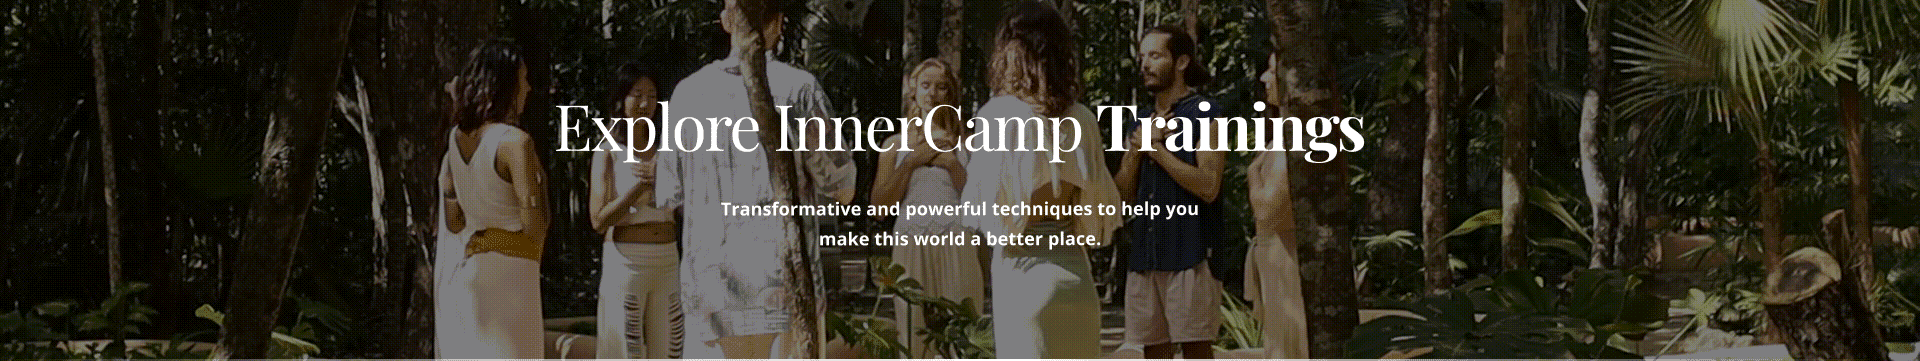 Explore InnerCamp Trainings
Transformative and powerful techniques to help you
make this world a better place.